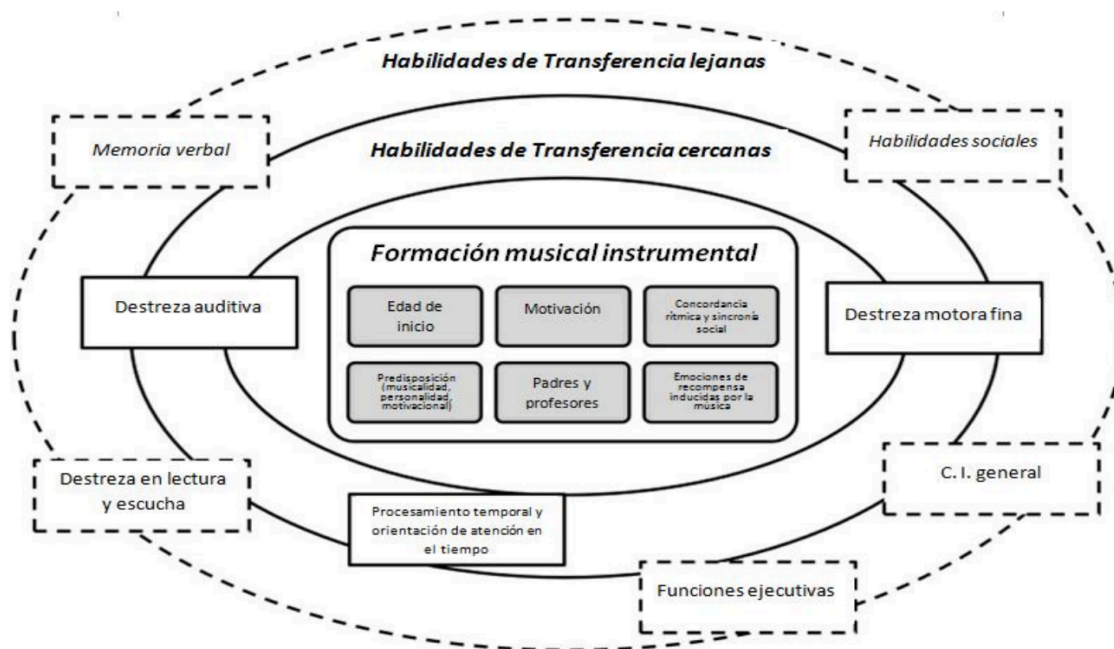 Habilidades de Transferencia lejanas
Memoria verbal
Habilidades sociales
Habilidades de Transferencia cercanas
Formación musical instrumental
Destreza auditiva
Edad de
inicio
Motivación
Concordancia
rítmica y sincronía
social
Destreza motora fina
Predisposición
(musicalidad,
personalidad,
motivacional)
Padres y
profesores
Emociones de
recompensa
inducidas por la
música
Destreza en lectura
y escucha
C. I. general
Procesamiento temporal y
orientación de atención en
el tiempo
Funciones ejecutivas